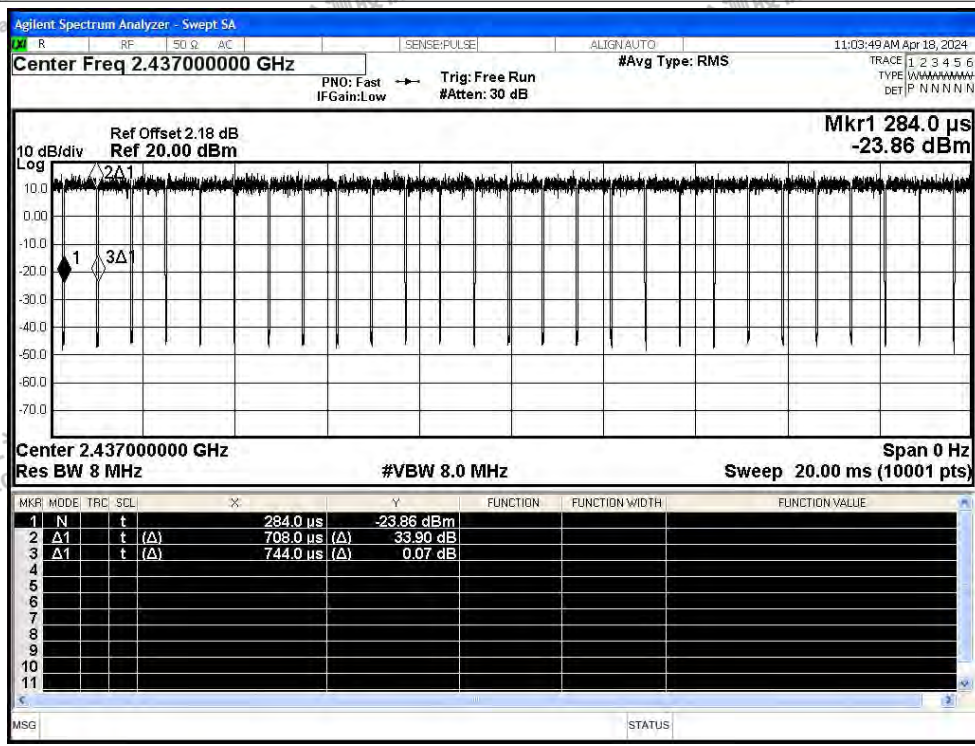 Agilent Spectrum Analyzer - Swept SA
R RF 50 Ω AC SENSE:PULSE ALIGN AUTO 11:03:49 AM Apr 18, 2024
Center Freq 2.437000000 GHz
#Avg Type: RMS
TRACE 1 2 3 4 5 6
PNO: Fast Trig: Free Run
TYPE
IFGain:Low #Atten: 30 dB
DET P N N N N N
Mkr1 284.0 µs
-23.86 dBm
Ref Offset 2.18 dB
10 dB/div Ref 20.00 dBm
Log
2Δ1
10.0
0.00
-10.0
1 3Δ1
-20.0
-30.0
-40.0
-50.0
-60.0
-70.0
Center 2.437000000 GHz Span 0 Hz
Res BW 8 MHz #VBW 8.0 MHz Sweep 20.00 ms (10001 pts)
MKR MODE TRC SCL X Y FUNCTION FUNCTION WIDTH FUNCTION VALUE
1 N t 284.0 µs -23.86 dBm
2 Δ1 t (Δ) 708.0 µs (Δ) 33.90 dB
3 Δ1 t (Δ) 744.0 µs (Δ) 0.07 dB
4
5
6
7
8
9
10
11
MSG STATUS